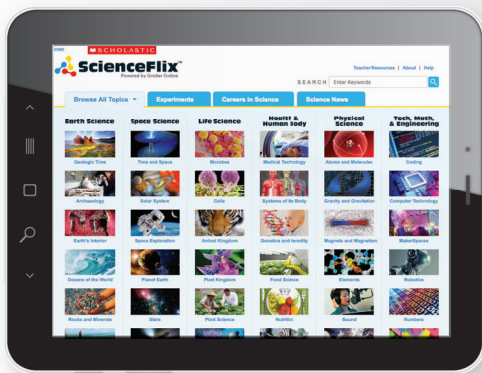 HOME
SCHOLASTIC
ScienceFlix™
Powered by Grolier Online
Teacher Resources | About | Help
SEARCH Enter Keywords
Browse All Topics
Experiments
Careers in Science
Science News
Earth Science
Space Science
Life Science
Health & Human Body
Physical Science
Tech, Math, & Engineering
Geologic Time
Time and Space
Microbes
Medical Technology
Atoms and Molecules
Coding
Archaeology
Solar System
Cells
Systems of the Body
Gravity and Gravitation
Computer Technology
Earth's Interior
Space Exploration
Animal Kingdom
Genetics and Heredity
Magnets and Magnetism
MakerSpaces
Oceans of the World
Planet Earth
Plant Kingdom
Food Science
Elements
Robotics
Rocks and Minerals
Stars
Plant Science
Nutrition
Sound
Numbers